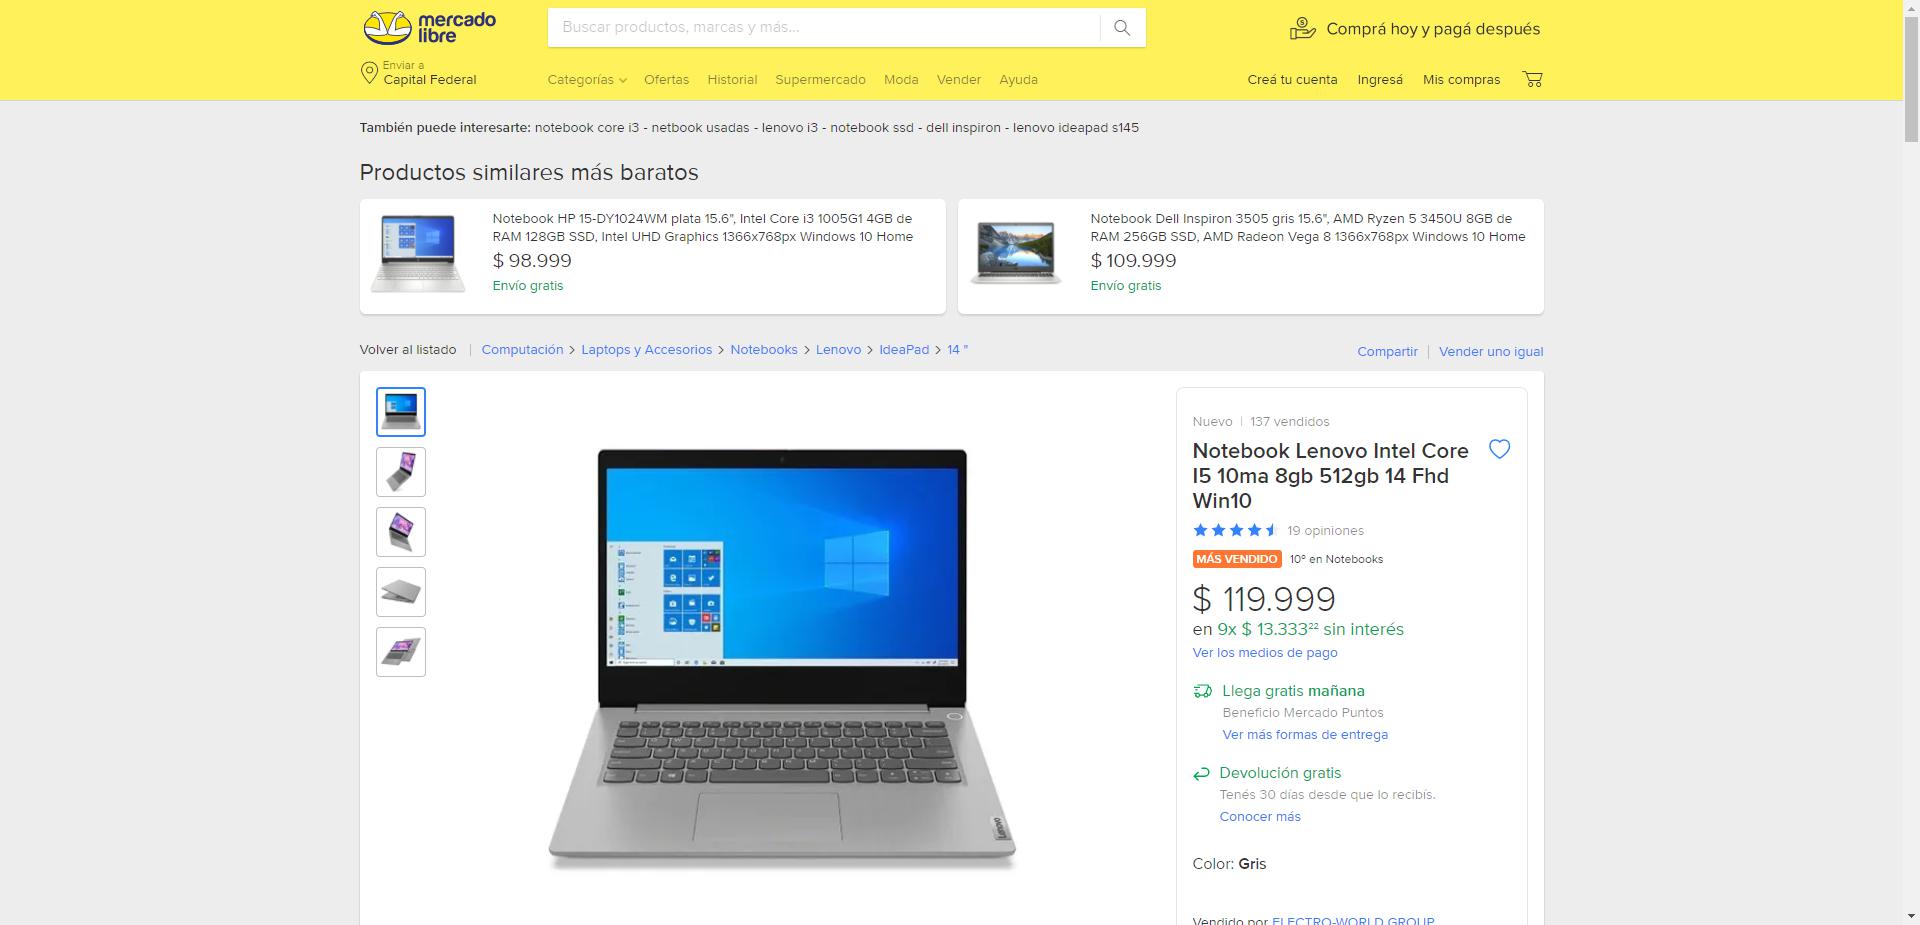 mercado
libre
Buscar productos, marcas y más...
Comprá hoy y pagá después
Enviar a
Capital Federal
Categorías Ofertas Historial Supermercado Moda Vender Ayuda
Creá tu cuenta Ingresá Mis compras
También puede interesarte: notebook core i3 - netbook usadas - lenovo i3 - notebook ssd - dell inspiron - lenovo ideapad s145
Productos similares más baratos
Notebook HP 15-DY1024WM plata 15.6", Intel Core i3 1005G1 4GB de
RAM 128GB SSD, Intel UHD Graphics 1366x768px Windows 10 Home
$ 98.999
Envío gratis
Notebook Dell Inspiron 3505 gris 15.6", AMD Ryzen 5 3450U 8GB de
RAM 256GB SSD, AMD Radeon Vega 8 1366x768px Windows 10 Home
$ 109.999
Envío gratis
Volver al listado | Computación > Laptops y Accesorios > Notebooks > Lenovo > IdeaPad > 14 "
Compartir | Vender uno igual
Nuevo | 137 vendidos
Notebook Lenovo Intel Core
I5 10ma 8gb 512gb 14 Fhd
Win10
19 opiniones
MÁS VENDIDO 10º en Notebooks
$ 119.999
en 9x $ 13.333²² sin interés
Ver los medios de pago
Llega gratis mañana
Beneficio Mercado Puntos
Ver más formas de entrega
Devolución gratis
Tenés 30 días desde que lo recibís.
Conocer más
Lenovo
Color: Gris
Vendido por ELECTRO-WORLD GROUP